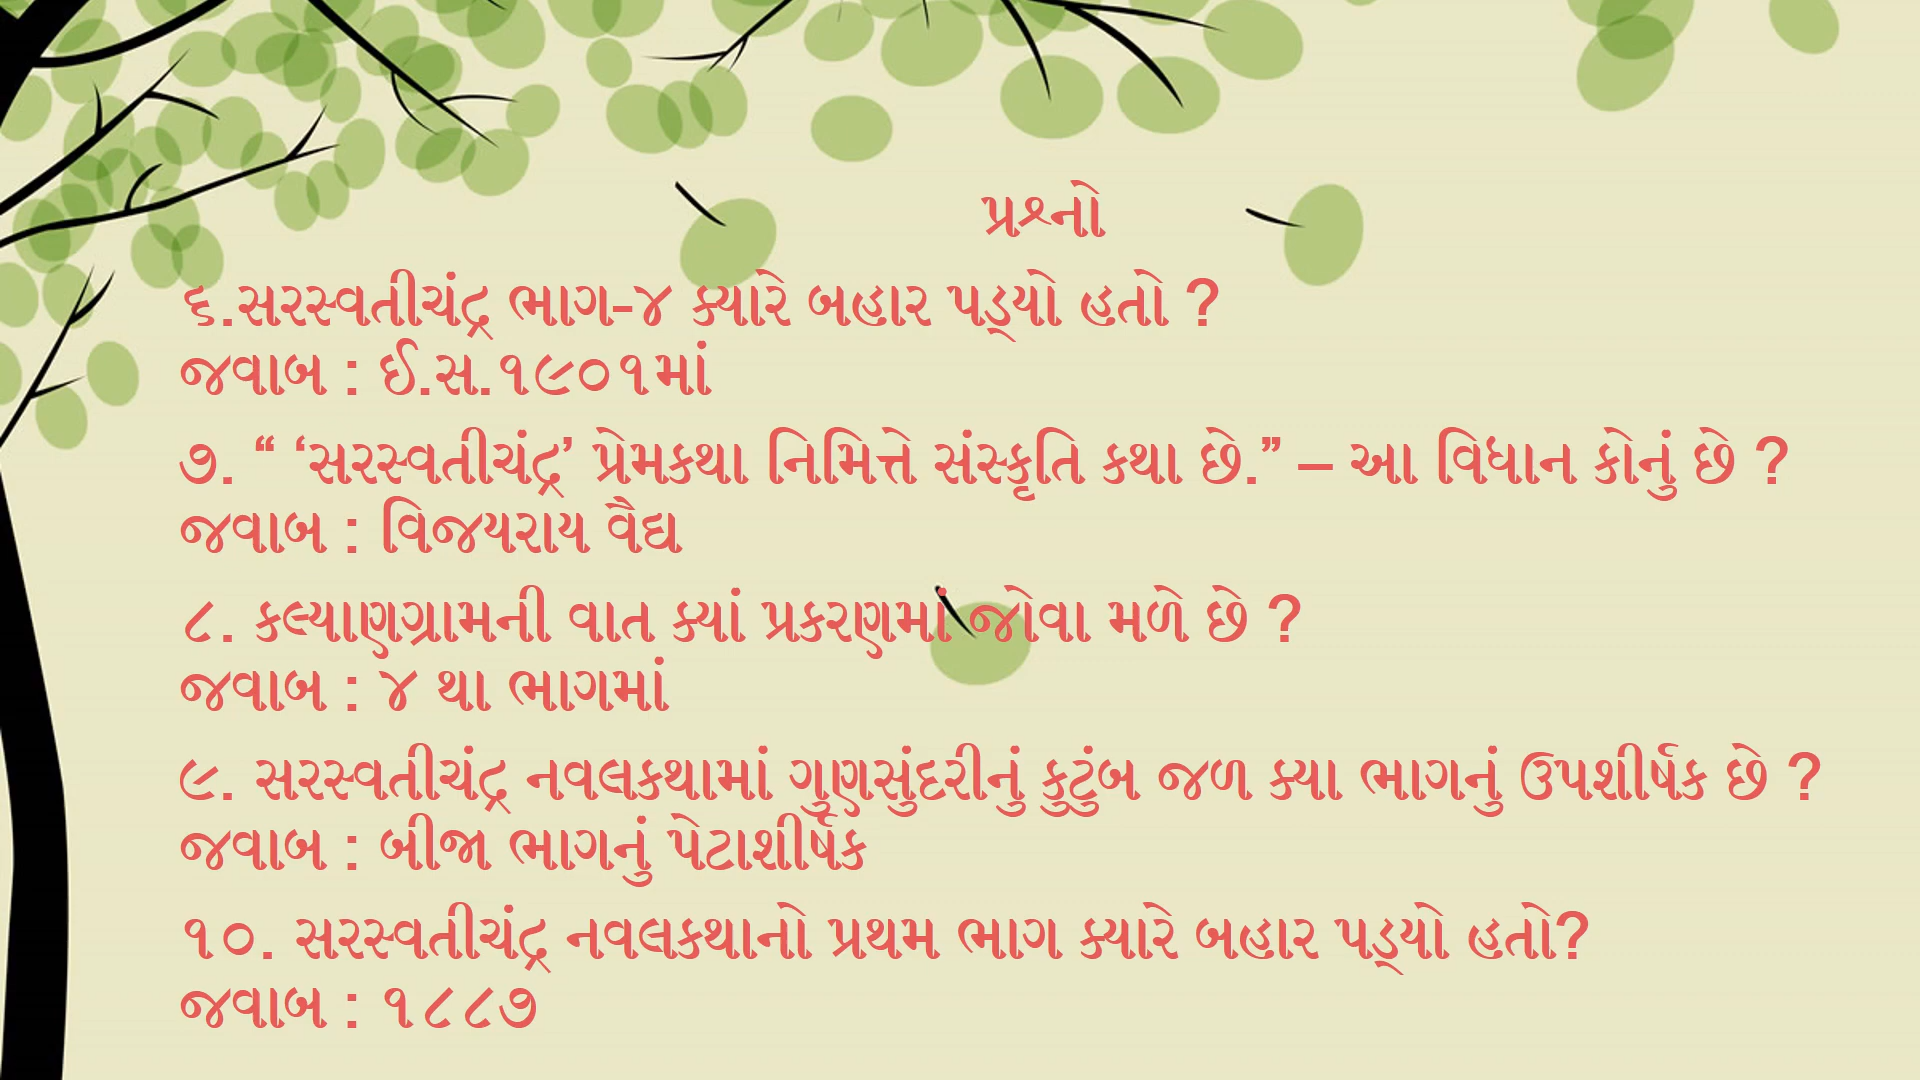 પ્રશ્નો
૬.સરસ્વતીચંદ્ર ભાગ-૪ ક્યારે બહાર પડ્યો હતો ?
જવાબ : ઈ.સ.૧૯૦૧માં
૭. “ ‘સરસ્વતીચંદ્ર’ પ્રેમકથા નિમિત્તે સંસ્કૃતિ કથા છે.” – આ વિધાન કોનું છે ?
જવાબ : વિજયરાય વૈદ્ય
૮. કલ્યાણગ્રામની વાત ક્યાં પ્રકરણમાં જોવા મળે છે ?
જવાબ : ૪ થા ભાગમાં
૯. સરસ્વતીચંદ્ર નવલકથામાં ગુણસુંદરીનું કુટુંબ જળ ક્યા ભાગનું ઉપશીર્ષક છે ?
જવાબ : બીજા ભાગનું પેટાશીર્ષક
૧૦. સરસ્વતીચંદ્ર નવલકથાનો પ્રથમ ભાગ ક્યારે બહાર પડ્યો હતો?
જવાબ : ૧૮૮૭